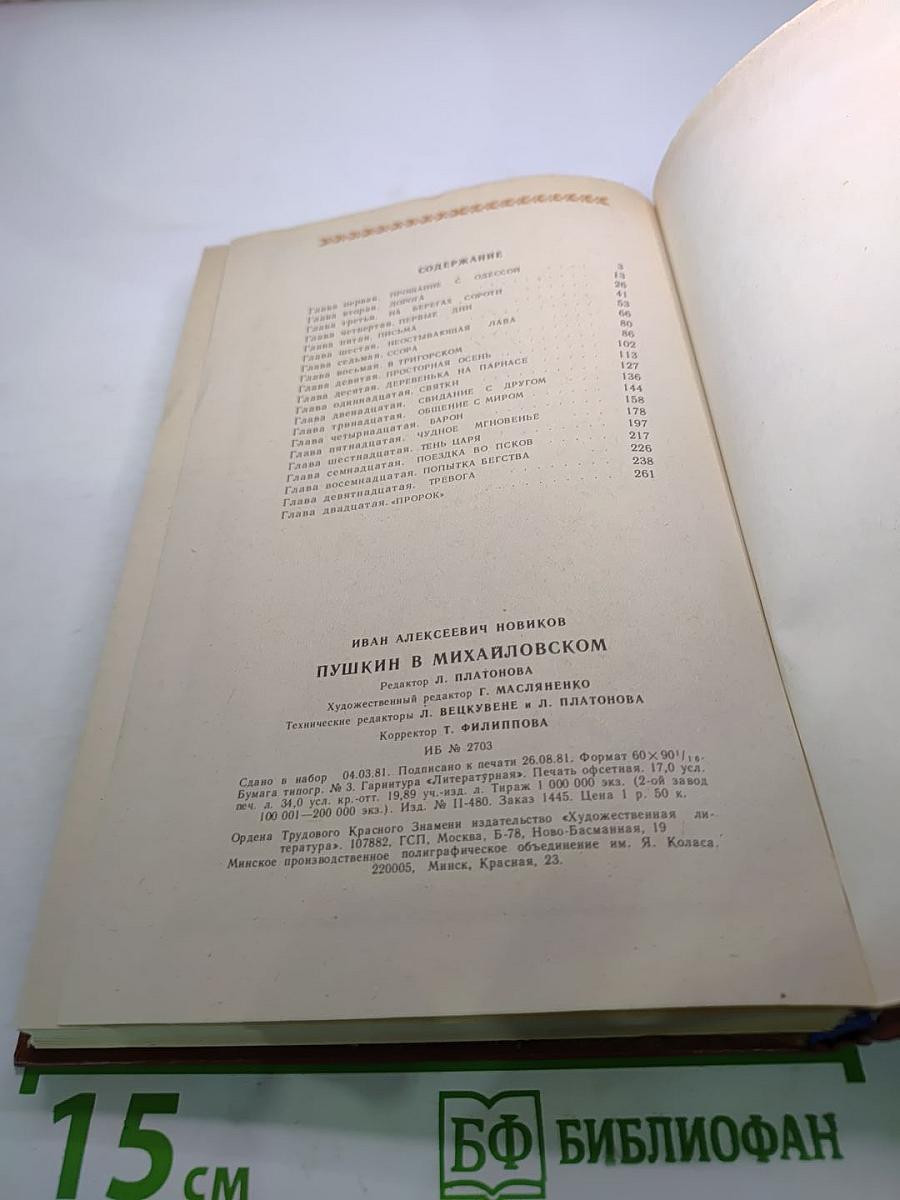 СОДЕРЖАНИЕ
Глава первая. ПРОЩАНИЕ С ОДЕССОЙ . . . . 3
Глава вторая. ДОРОГА . . . . 13
Глава третья. НА БЕРЕГАХ СОРОТИ . . . . 26
Глава четвертая. ПЕРВЫЕ ДНИ . . . . 41
Глава пятая. ПИСЬМА . . . . 53
Глава шестая. НЕОСТЫВАЮЩАЯ ЛАВА . . . . 66
Глава седьмая. ССОРА . . . . 80
Глава восьмая. В ТРИГОРСКОМ . . . . 86
Глава девятая. ПРОСТОРНАЯ ОСЕНЬ . . . . 102
Глава десятая. ДЕРЕВЕНЬКА НА ПАРНАСЕ . . . . 113
Глава одиннадцатая. СВЯТКИ . . . . 127
Глава двенадцатая. СВИДАНИЕ С ДРУГОМ . . . . 136
Глава тринадцатая. ОБЩЕНИЕ С МИРОМ . . . . 144
Глава четырнадцатая. БАРОН . . . . 158
Глава пятнадцатая. ЧУДНОЕ МГНОВЕНЬЕ . . . . 178
Глава шестнадцатая. ТЕНЬ ЦАРЯ . . . . 197
Глава семнадцатая. ПОЕЗДКА ВО ПСКОВ . . . . 217
Глава восемнадцатая. ПОПЫТКА БЕГСТВА . . . . 226
Глава девятнадцатая. ТРЕВОГА . . . . 238
Глава двадцатая. «ПРОРОК» . . . . 261
ИВАН АЛЕКСЕЕВИЧ НОВИКОВ
ПУШКИН В МИХАЙЛОВСКОМ
Редактор Л. ПЛАТОНОВА
Художественный редактор Г. МАСЛЯНЕНКО
Технические редакторы Л. ВЕЦКУВЕНЕ и Л. ПЛАТОНОВА
Корректор Т. ФИЛИППОВА
ИБ № 2703
Сдано в набор 04.03.81. Подписано к печати 26.08.81. Формат 60×90¹/₁₆.
Бумага типогр. № 3. Гарнитура «Литературная». Печать офсетная. 17,0 усл.
печ. л. 34,0 усл. кр.-отт. 19,89 уч.-изд. л. Тираж 1 000 000 экз. (2-ой завод
100 001—200 000 экз.). Изд. № II-480. Заказ 1445. Цена 1 р. 50 к.
Ордена Трудового Красного Знамени издательство «Художественная ли-
тература». 107882, ГСП, Москва, Б-78, Ново-Басманная, 19
Минское производственное полиграфическое объединение им. Я. Коласа.
220005, Минск, Красная, 23.
15 см
БФ БИБЛИОФАН